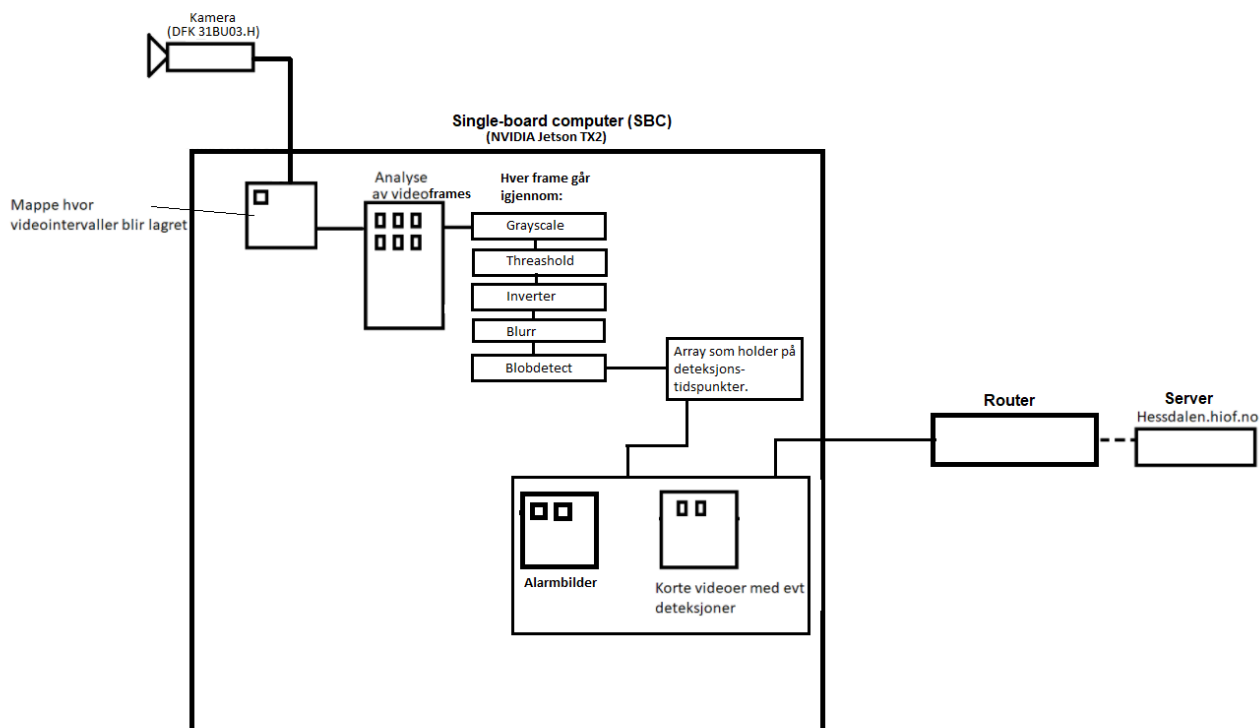 Kamera
(DFK 31BU03.H)
Single-board computer (SBC)
(NVIDIA Jetson TX2)
Mappe hvor
videointervaller blir lagret
Analyse
av videoframes
Hver frame går
igjennom:
Grayscale
Threashold
Inverter
Blurr
Blobdetect
Array som holder på
deteksjons-
tidspunkter.
Router
Server
Hessdalen.hiof.no
Alarmbilder
Korte videoer med evt
deteksjoner